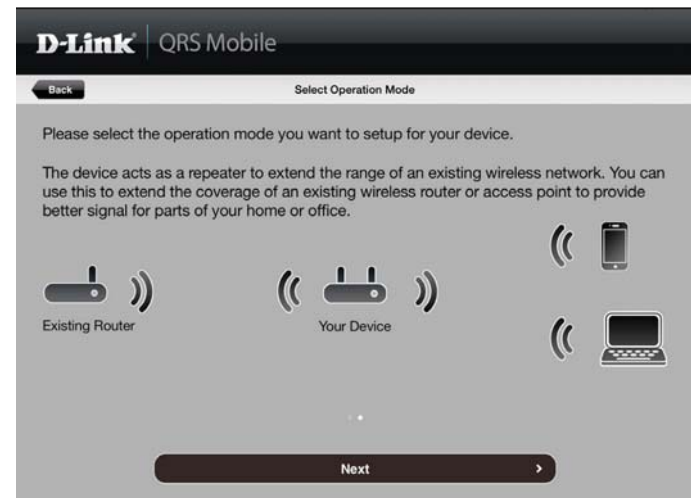 D-Link QRS Mobile
Back
Select Operation Mode
Please select the operation mode you want to setup for your device.
The device acts as a repeater to extend the range of an existing wireless network. You can
use this to extend the coverage of an existing wireless router or access point to provide
better signal for parts of your home or office.
Existing Router
Your Device
Next